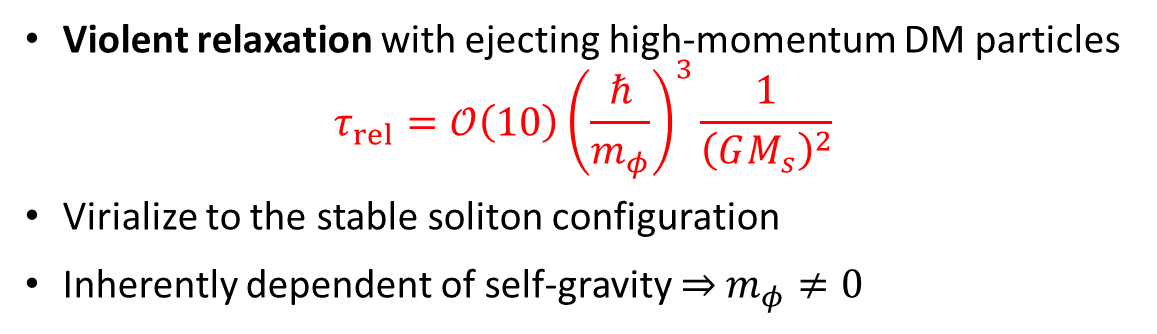 • Violent relaxation with ejecting high-momentum DM particles
τ_rel = 𝒪(10) (ħ/m_ϕ)^3 1/(GM_s)^2
• Virialize to the stable soliton configuration
• Inherently dependent of self-gravity ⇒ m_ϕ ≠ 0